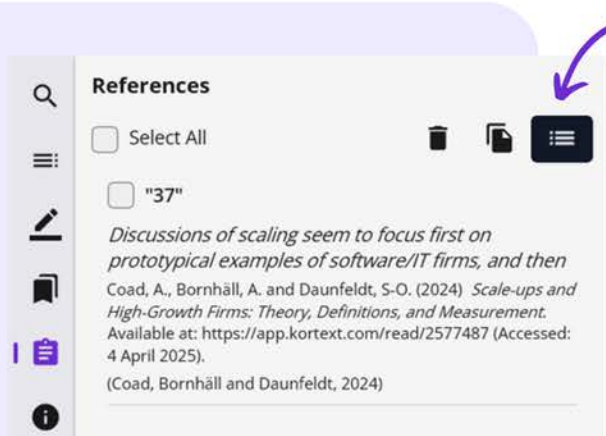 References
Select All
"37"
Discussions of scaling seem to focus first on
prototypical examples of software/IT firms, and then
Coad, A., Bornhäll, A. and Daunfeldt, S-O. (2024) Scale-ups and
High-Growth Firms: Theory, Definitions, and Measurement.
Available at: https://app.kortext.com/read/2577487 (Accessed:
4 April 2025).
(Coad, Bornhäll and Daunfeldt, 2024)